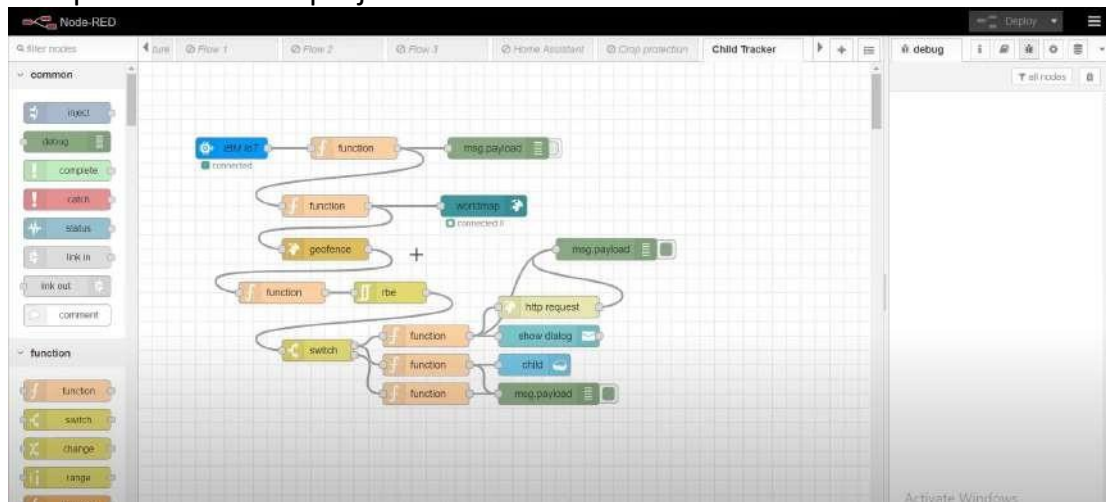 Node-RED
Deploy
filter nodes
Flow 1
Flow 2
Flow 3
Home Assistant
Crop protection
Child Tracker
debug
i
all nodes
common
inject
debug
complete
catch
status
link in
link out
comment
function
function
switch
change
range
IBM IoT
connected
function
msg.payload
function
worldmap
connected
geofence
msg.payload
function
rbe
http request
switch
function
show dialog
function
child
function
msg.payload
Activate Windows